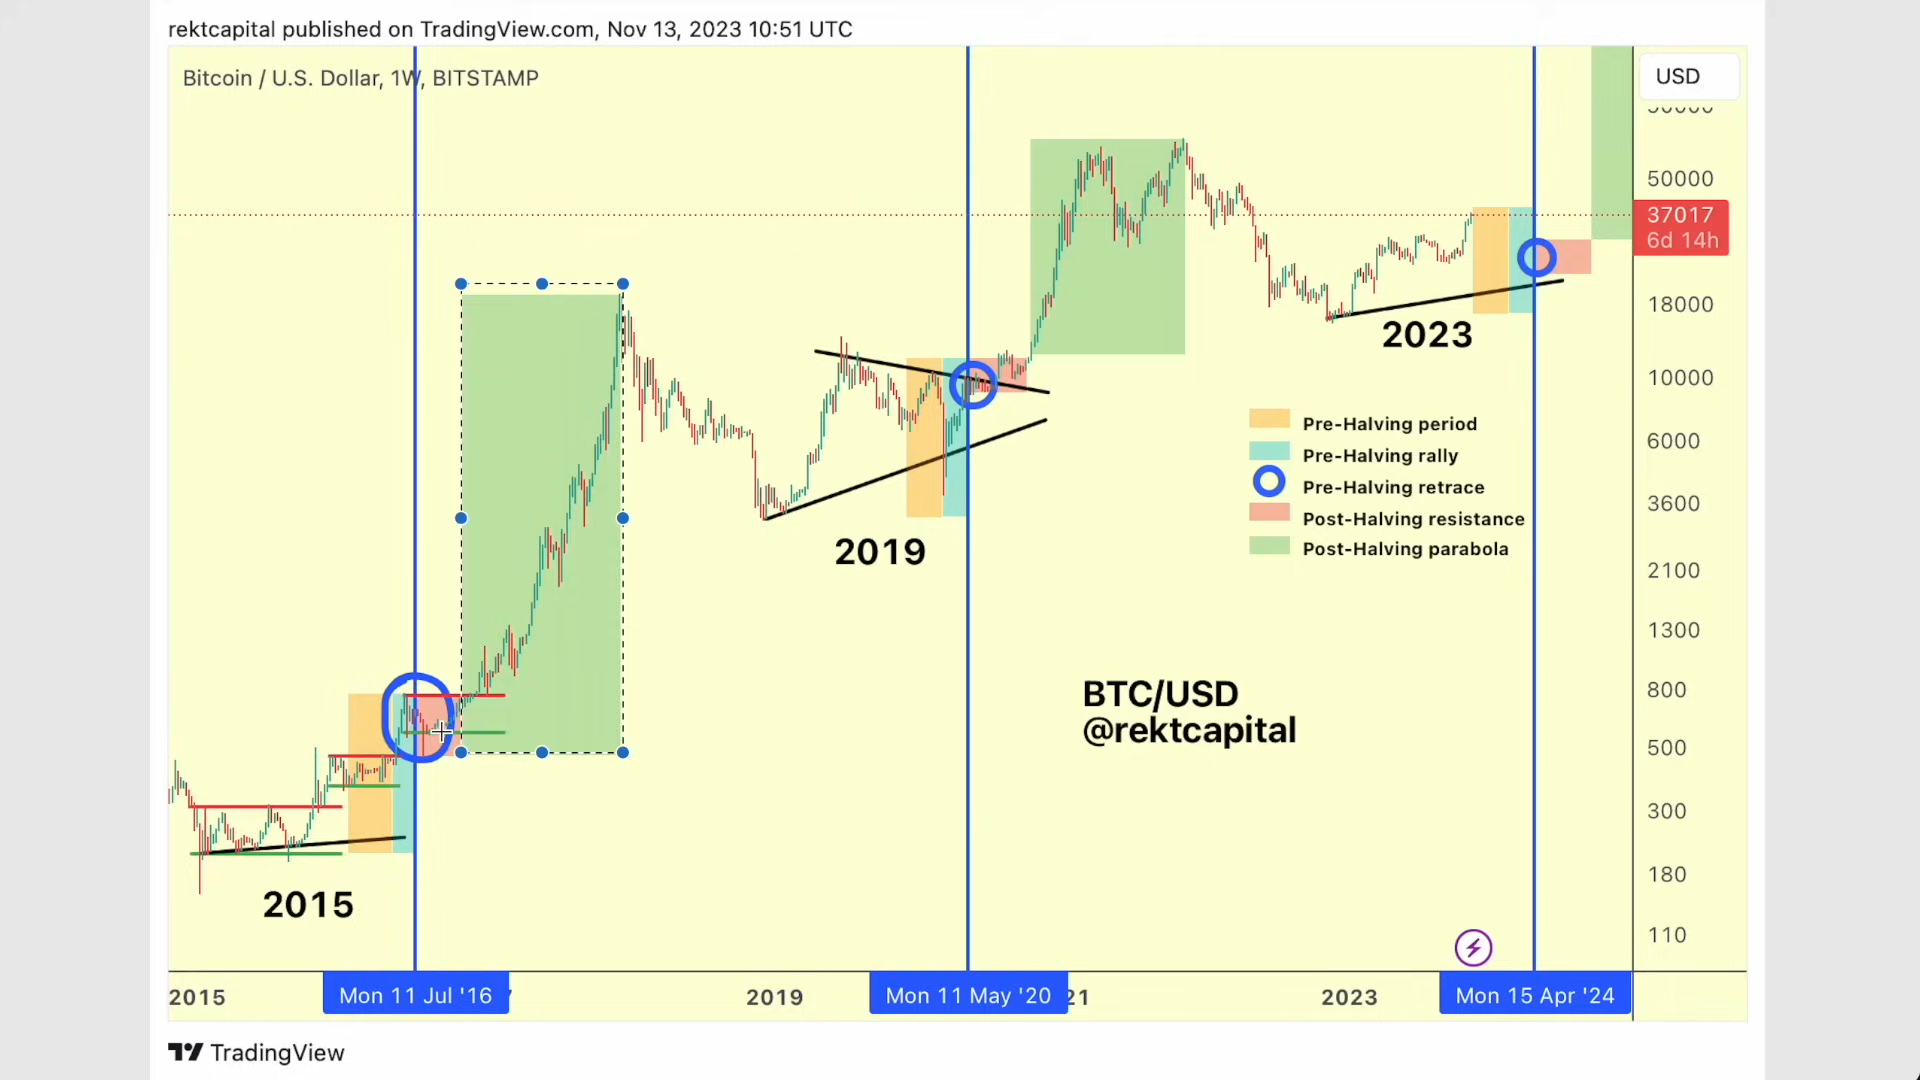 rektcapital published on TradingView.com, Nov 13, 2023 10:51 UTC
Bitcoin / U.S. Dollar, 1W, BITSTAMP
USD
50000
37017
6d 14h
18000
10000
6000
3600
2100
1300
800
500
300
180
110
2023
2019
2015
Pre-Halving period
Pre-Halving rally
Pre-Halving retrace
Post-Halving resistance
Post-Halving parabola
BTC/USD
@rektcapital
2015 Mon 11 Jul '16 2019 Mon 11 May '20 21 2023 Mon 15 Apr '24
TradingView